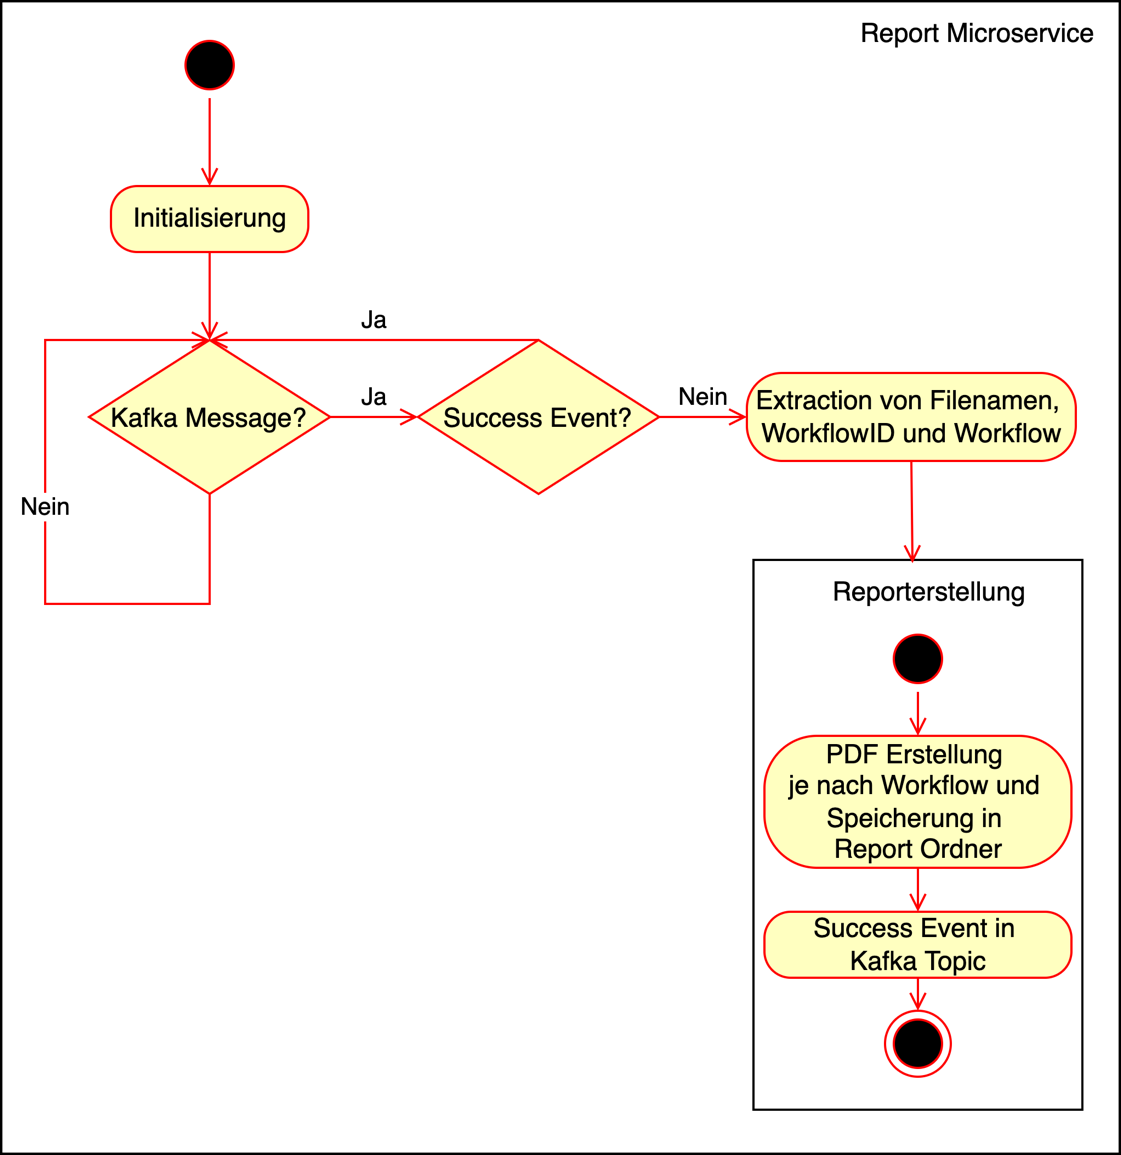 Report Microservice
Initialisierung
Ja
Kafka Message?
Ja
Success Event?
Nein
Extraction von Filenamen,
WorkflowID und Workflow
Nein
Reporterstellung
PDF Erstellung
je nach Workflow und
Speicherung in
Report Ordner
Success Event in
Kafka Topic